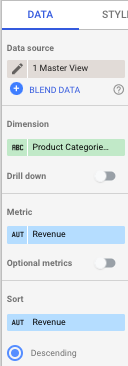 DATA STYL
Data source
1 Master View
BLEND DATA
Dimension
ABC Product Categorie...
Drill down
Metric
AUT Revenue
Optional metrics
Sort
AUT Revenue
Descending